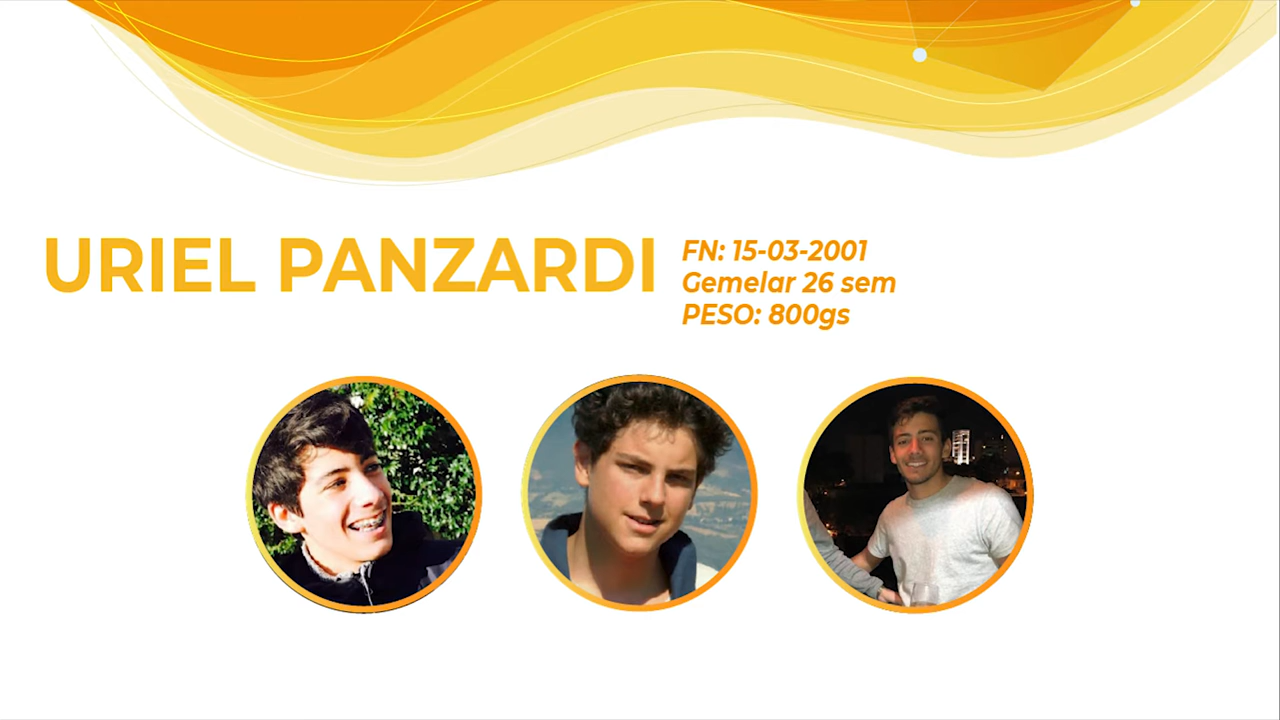 URIEL PANZARDI
FN: 15-03-2001
Gemelar 26 sem
PESO: 800gs